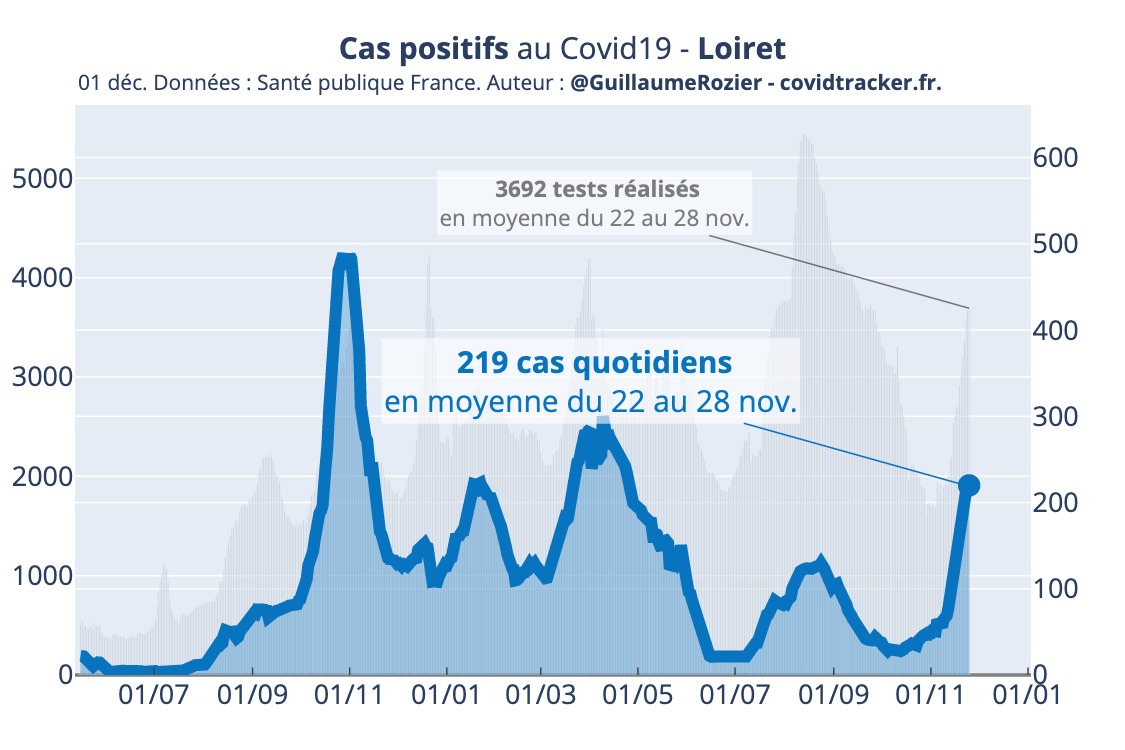 Cas positifs au Covid19 - Loiret
01 déc. Données : Santé publique France. Auteur : @GuillaumeRozier - covidtracker.fr.
600
5000
3692 tests réalisés
en moyenne du 22 au 28 nov.
500
4000
400
219 cas quotidiens
3000
en moyenne du 22 au 28 nov.
300
2000
200
1000
100
0
0
01/07 01/09 01/11 01/01 01/03 01/05 01/07 01/09 01/11 01/01